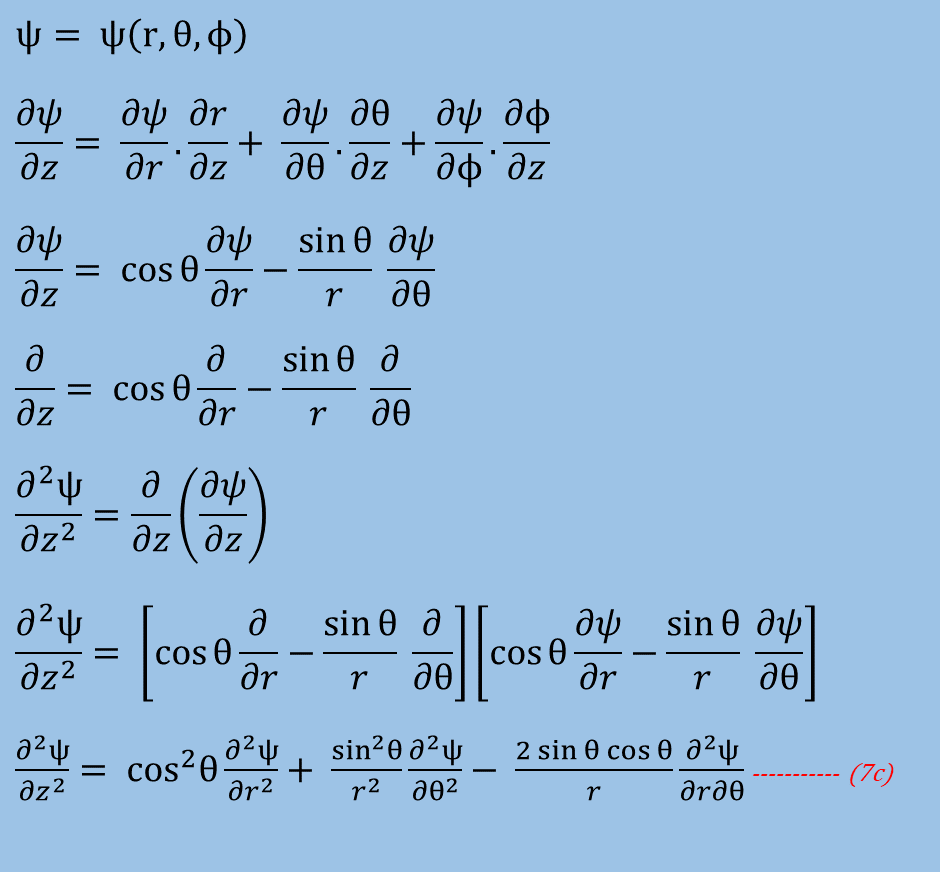 ψ = ψ(r, θ, ϕ)
∂ψ/∂z = ∂ψ/∂r . ∂r/∂z + ∂ψ/∂θ . ∂θ/∂z + ∂ψ/∂ϕ . ∂ϕ/∂z
∂ψ/∂z = cos θ ∂ψ/∂r − sin θ/r ∂ψ/∂θ
∂/∂z = cos θ ∂/∂r − sin θ/r ∂/∂θ
∂²ψ/∂z² = ∂/∂z (∂ψ/∂z)
∂²ψ/∂z² = [cos θ ∂/∂r − sin θ/r ∂/∂θ] [cos θ ∂ψ/∂r − sin θ/r ∂ψ/∂θ]
∂²ψ/∂z² = cos²θ ∂²ψ/∂r² + sin²θ/r² ∂²ψ/∂θ² − 2 sin θ cos θ/r ∂²ψ/∂r∂θ ----------- (7c)